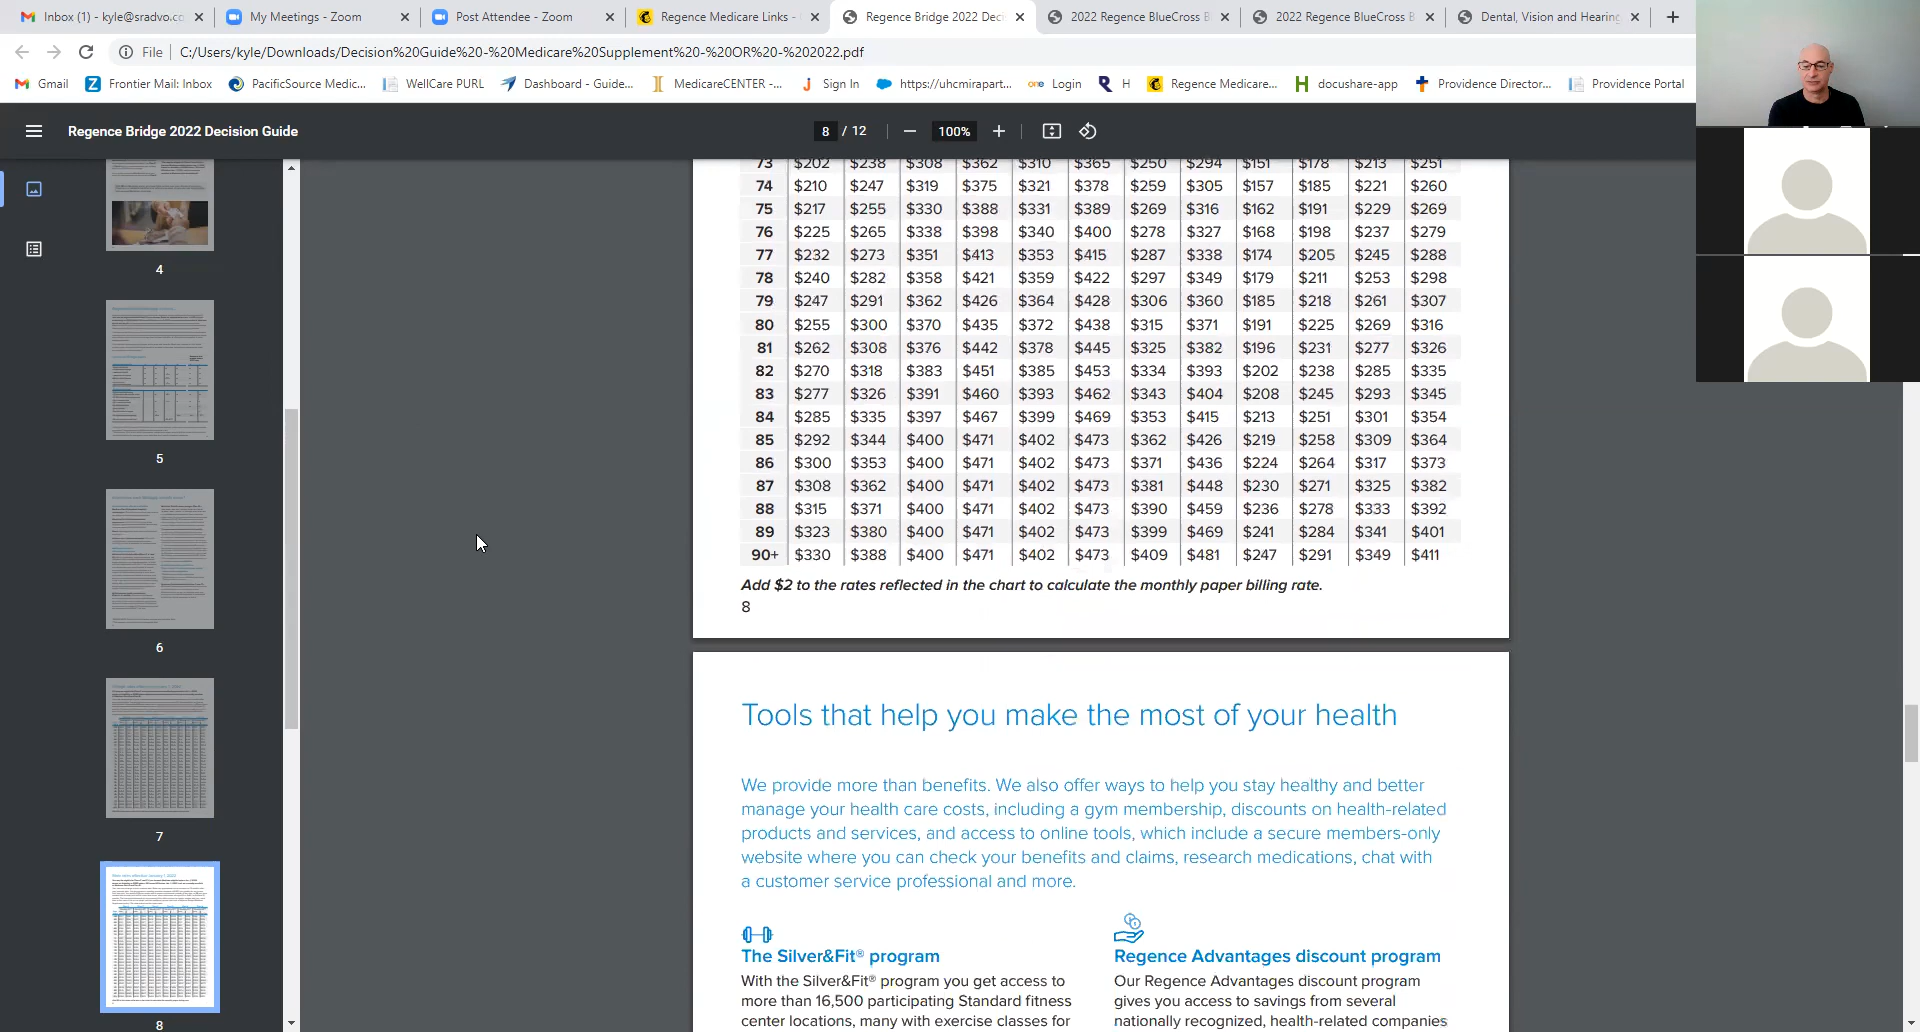 Inbox (1) - kyle@sradvo.co
My Meetings - Zoom
Post Attendee - Zoom
Regence Medicare Links -
Regence Bridge 2022 Dec
2022 Regence BlueCross B
2022 Regence BlueCross B
Dental, Vision and Hearing
File | C:/Users/kyle/Downloads/Decision%20Guide%20-%20Medicare%20Supplement%20-%20OR%20-%202022.pdf
Gmail
Frontier Mail: Inbox
PacificSource Medic...
WellCare PURL
Dashboard - Guide...
MedicareCENTER -...
Sign In
https://uhcmirapart...
one Login
H
Regence Medicare...
docushare-app
Providence Director...
Providence Portal
Regence Bridge 2022 Decision Guide
8 / 12
100%
4
5
6
7
8
73 $202 $238 $308 $362 $310 $365 $250 $294 $151 $178 $213 $251
74 $210 $247 $319 $375 $321 $378 $259 $305 $157 $185 $221 $260
75 $217 $255 $330 $388 $331 $389 $269 $316 $162 $191 $229 $269
76 $225 $265 $338 $398 $340 $400 $278 $327 $168 $198 $237 $279
77 $232 $273 $351 $413 $353 $415 $287 $338 $174 $205 $245 $288
78 $240 $282 $358 $421 $359 $422 $297 $349 $179 $211 $253 $298
79 $247 $291 $362 $426 $364 $428 $306 $360 $185 $218 $261 $307
80 $255 $300 $370 $435 $372 $438 $315 $371 $191 $225 $269 $316
81 $262 $308 $376 $442 $378 $445 $325 $382 $196 $231 $277 $326
82 $270 $318 $383 $451 $385 $453 $334 $393 $202 $238 $285 $335
83 $277 $326 $391 $460 $393 $462 $343 $404 $208 $245 $293 $345
84 $285 $335 $397 $467 $399 $469 $353 $415 $213 $251 $301 $354
85 $292 $344 $400 $471 $402 $473 $362 $426 $219 $258 $309 $364
86 $300 $353 $400 $471 $402 $473 $371 $436 $224 $264 $317 $373
87 $308 $362 $400 $471 $402 $473 $381 $448 $230 $271 $325 $382
88 $315 $371 $400 $471 $402 $473 $390 $459 $236 $278 $333 $392
89 $323 $380 $400 $471 $402 $473 $399 $469 $241 $284 $341 $401
90+ $330 $388 $400 $471 $402 $473 $409 $481 $247 $291 $349 $411
Add $2 to the rates reflected in the chart to calculate the monthly paper billing rate.
8
Tools that help you make the most of your health
We provide more than benefits. We also offer ways to help you stay healthy and better
manage your health care costs, including a gym membership, discounts on health-related
products and services, and access to online tools, which include a secure members-only
website where you can check your benefits and claims, research medications, chat with
a customer service professional and more.
The Silver&Fit® program
With the Silver&Fit® program you get access to
more than 16,500 participating Standard fitness
center locations, many with exercise classes for
Regence Advantages discount program
Our Regence Advantages discount program
gives you access to savings from several
nationally recognized, health-related companies